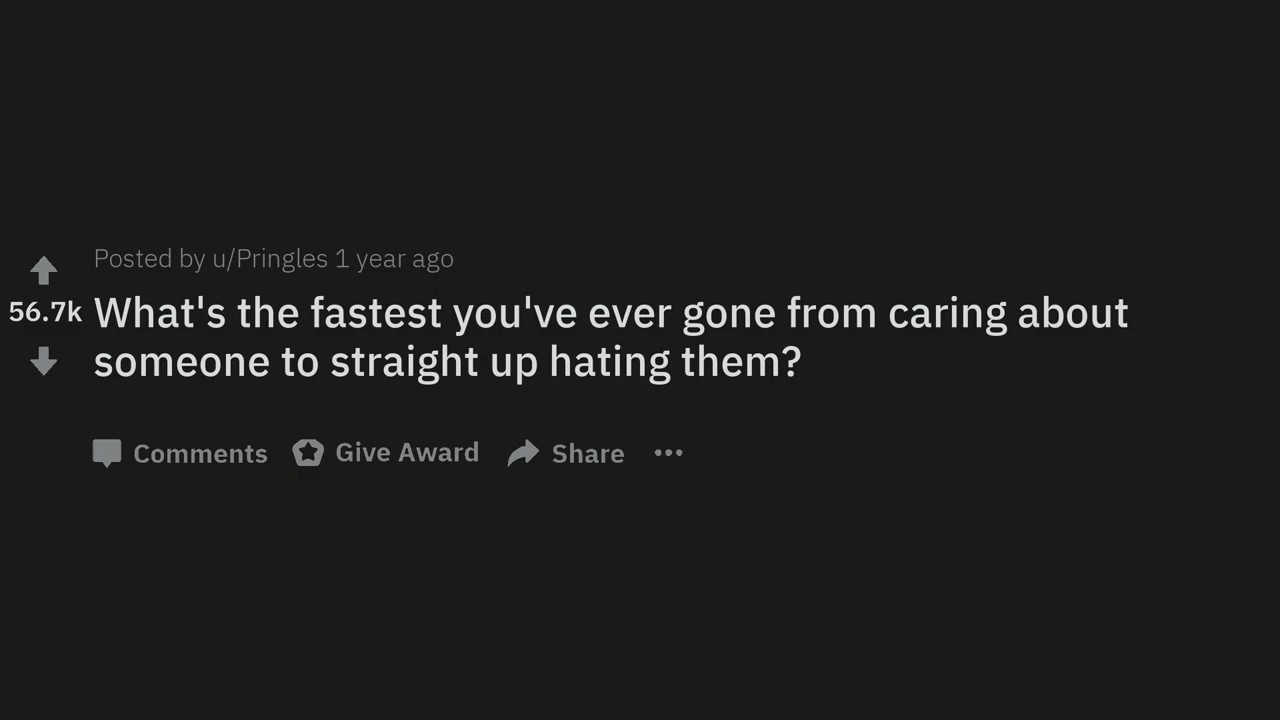 Posted by u/Pringles 1 year ago
56.7k
What's the fastest you've ever gone from caring about
someone to straight up hating them?
Comments Give Award Share